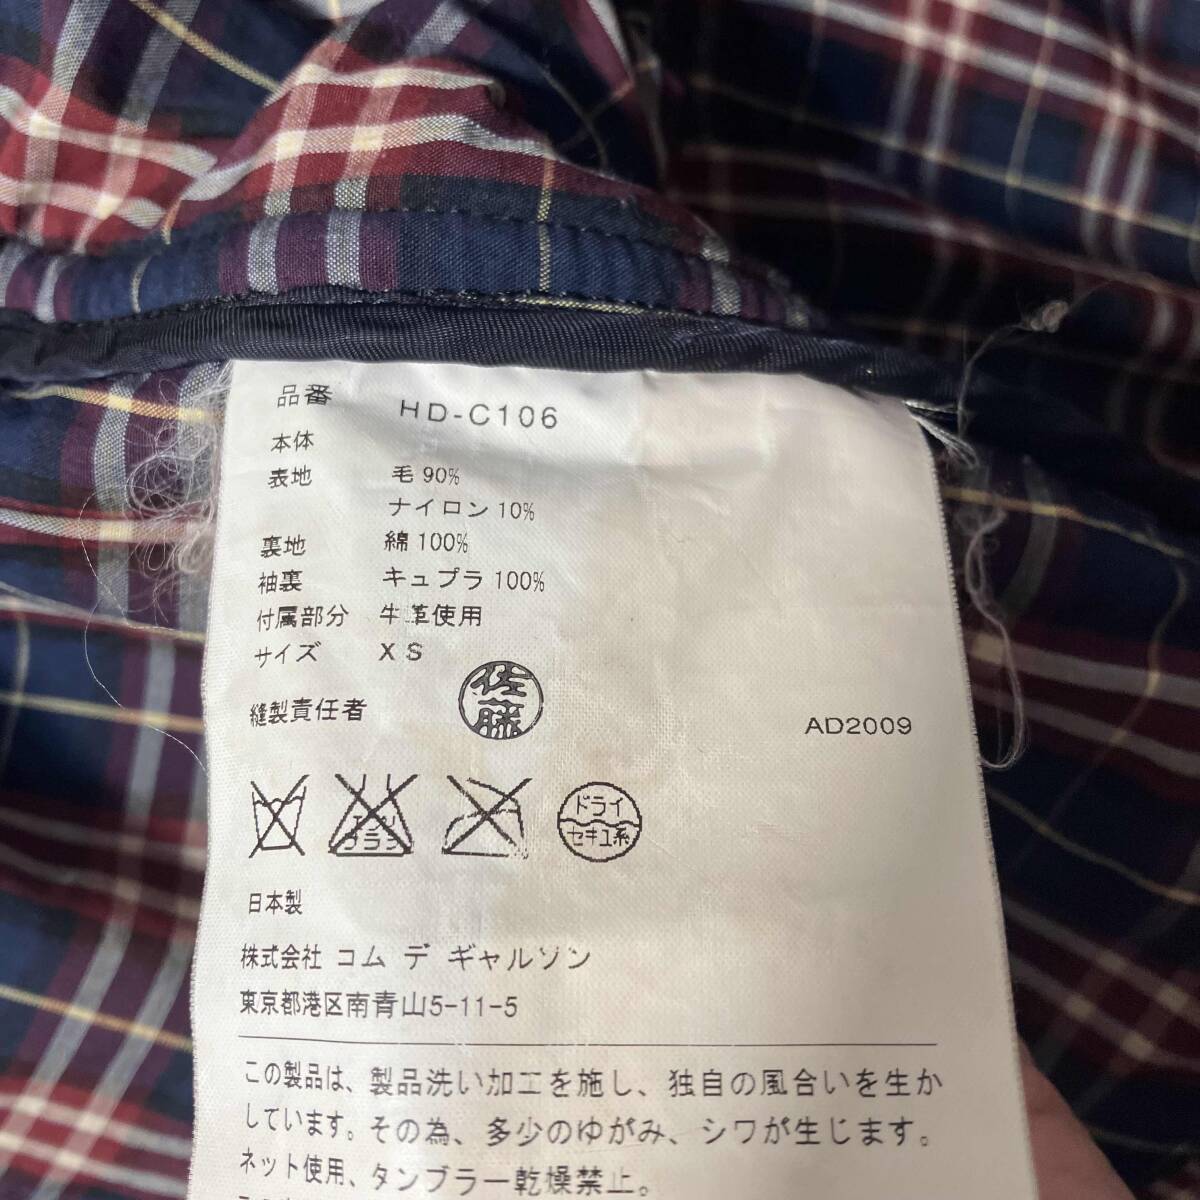 品番 HD-C106
本体
表地 毛 90%
ナイロン 10%
裏地 綿 100%
袖裏 キュプラ 100%
付属部分 牛革使用
サイズ XS
縫製責任者 佐藤
AD2009
エンソ
フラン
ドライ
セキユ系
日本製
株式会社 コム デ ギャルソン
東京都港区南青山5-11-5
この製品は、製品洗い加工を施し、独自の風合いを生か
しています。その為、多少のゆがみ、シワが生じます。
ネット使用、タンブラー乾燥禁止。